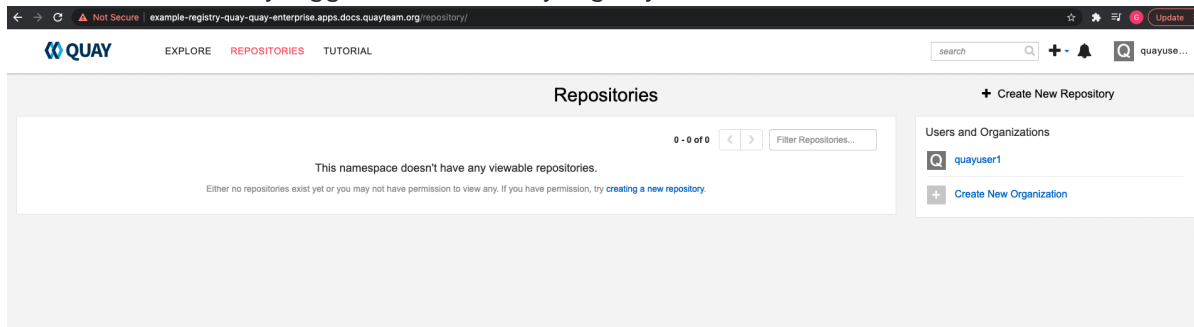 Not Secure | example-registry-quay-quay-enterprise.apps.docs.quayteam.org/repository/
G Update
QUAY EXPLORE REPOSITORIES TUTORIAL search Q quayuse...
Repositories
+ Create New Repository
0 - 0 of 0 < > Filter Repositories...
This namespace doesn't have any viewable repositories.
Either no repositories exist yet or you may not have permission to view any. If you have permission, try creating a new repository.
Users and Organizations
Q quayuser1
+ Create New Organization